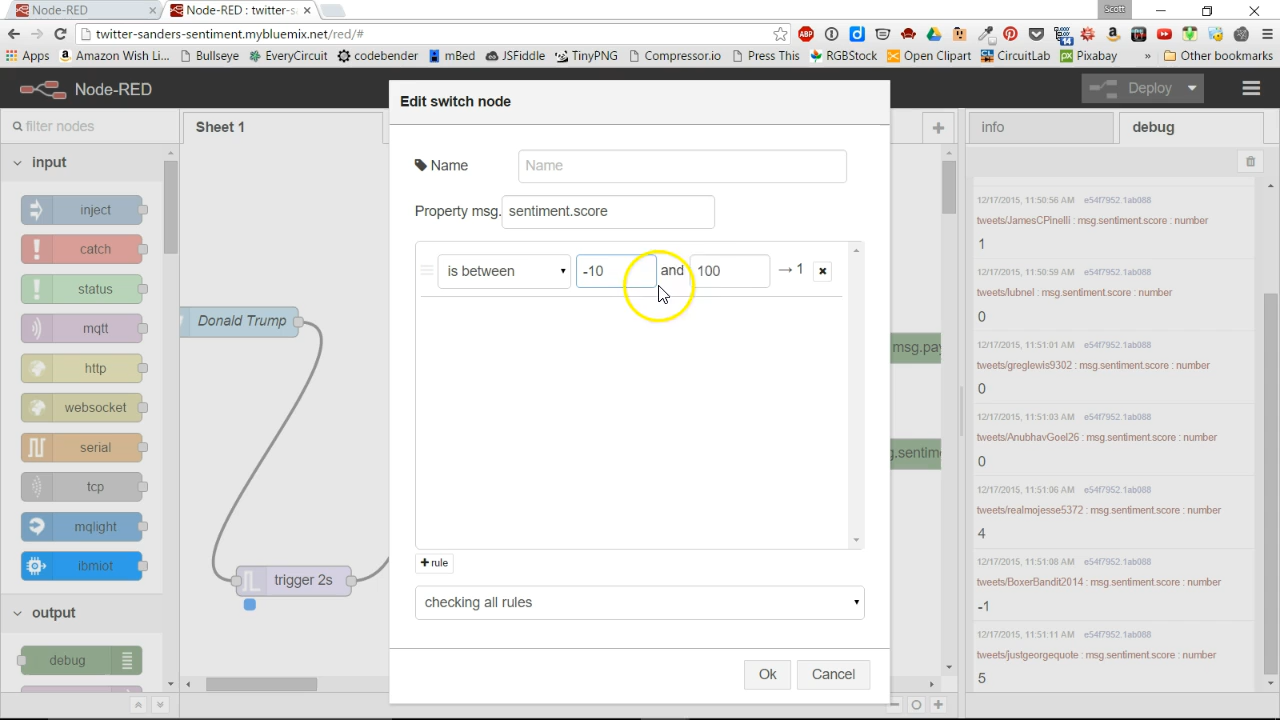 Node-RED
Node-RED : twitter-s
Scott
twitter-sanders-sentiment.mybluemix.net/red/#
Apps
Amazon Wish Li...
Bullseye
EveryCircuit
codebender
mBed
JSFiddle
TinyPNG
Compressor.io
Press This
RGBStock
Open Clipart
CircuitLab
Pixabay
»
Other bookmarks
Node-RED
Edit switch node
Deploy
filter nodes
Sheet 1
info
debug
input
inject
catch
status
mqtt
http
websocket
serial
tcp
mqlight
ibmiot
output
debug
Donald Trump
trigger 2s
Name
Name
Property msg.
sentiment.score
is between
-10
and
100
→ 1
+ rule
checking all rules
Ok
Cancel
msg.pay
g.sentim
12/17/2015, 11:50:56 AM e54f7952.1ab088
tweets/JamesCPinelli : msg.sentiment.score : number
1
12/17/2015, 11:50:59 AM e54f7952.1ab088
tweets/lubnel : msg.sentiment.score : number
0
12/17/2015, 11:51:01 AM e54f7952.1ab088
tweets/greglewis9302 : msg.sentiment.score : number
0
12/17/2015, 11:51:03 AM e54f7952.1ab088
tweets/AnubhavGoel26 : msg.sentiment.score : number
0
12/17/2015, 11:51:06 AM e54f7952.1ab088
tweets/realmojesse5372 : msg.sentiment.score : number
4
12/17/2015, 11:51:08 AM e54f7952.1ab088
tweets/BoxerBandit2014 : msg.sentiment.score : number
-1
12/17/2015, 11:51:11 AM e54f7952.1ab088
tweets/justgeorgequote : msg.sentiment.score : number
5